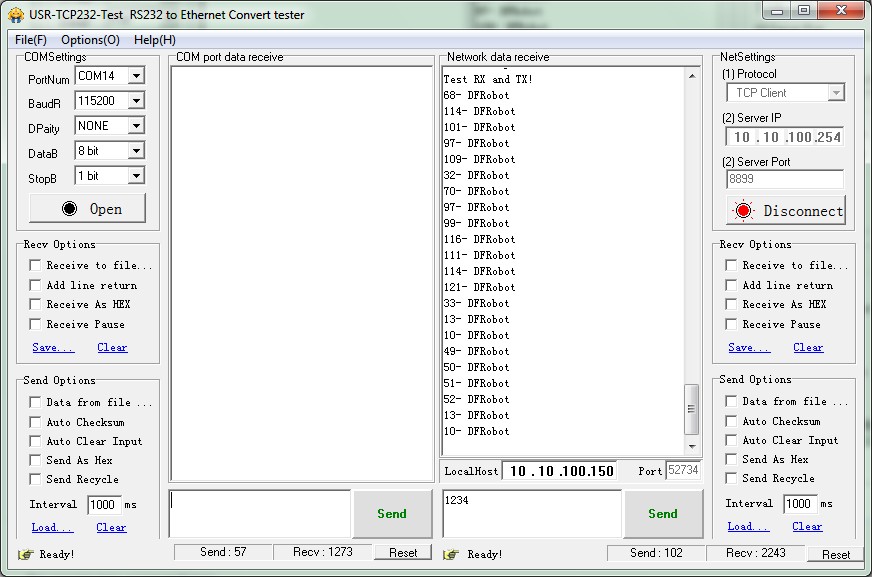 USR-TCP232-Test  RS232 to Ethernet Convert tester
File(F)  Options(O)  Help(H)
COMSettings
PortNum COM14
BaudR 115200
DPaity NONE
DataB 8 bit
StopB 1 bit
Open
Recv Options
Receive to file...
Add line return
Receive As HEX
Receive Pause
Save... Clear
Send Options
Data from file ...
Auto Checksum
Auto Clear Input
Send As Hex
Send Recycle
Interval 1000 ms
Load... Clear
Ready!
COM port data receive
Send
Send : 57 Recv : 1273 Reset
Network data receive
Test RX and TX!
68- DFRobot
114- DFRobot
101- DFRobot
97- DFRobot
109- DFRobot
32- DFRobot
70- DFRobot
97- DFRobot
99- DFRobot
116- DFRobot
111- DFRobot
114- DFRobot
121- DFRobot
33- DFRobot
13- DFRobot
10- DFRobot
49- DFRobot
50- DFRobot
51- DFRobot
52- DFRobot
13- DFRobot
10- DFRobot
LocalHost 10 . 10 .100.150 Port 52734
1234
Send
Ready!
Send : 102 Recv : 2243 Reset
NetSettings
(1) Protocol
TCP Client
(2) Server IP
10 . 10 .100.254
(2) Server Port
8899
Disconnect
Recv Options
Receive to file...
Add line return
Receive As HEX
Receive Pause
Save... Clear
Send Options
Data from file ...
Auto Checksum
Auto Clear Input
Send As Hex
Send Recycle
Interval 1000 ms
Load... Clear